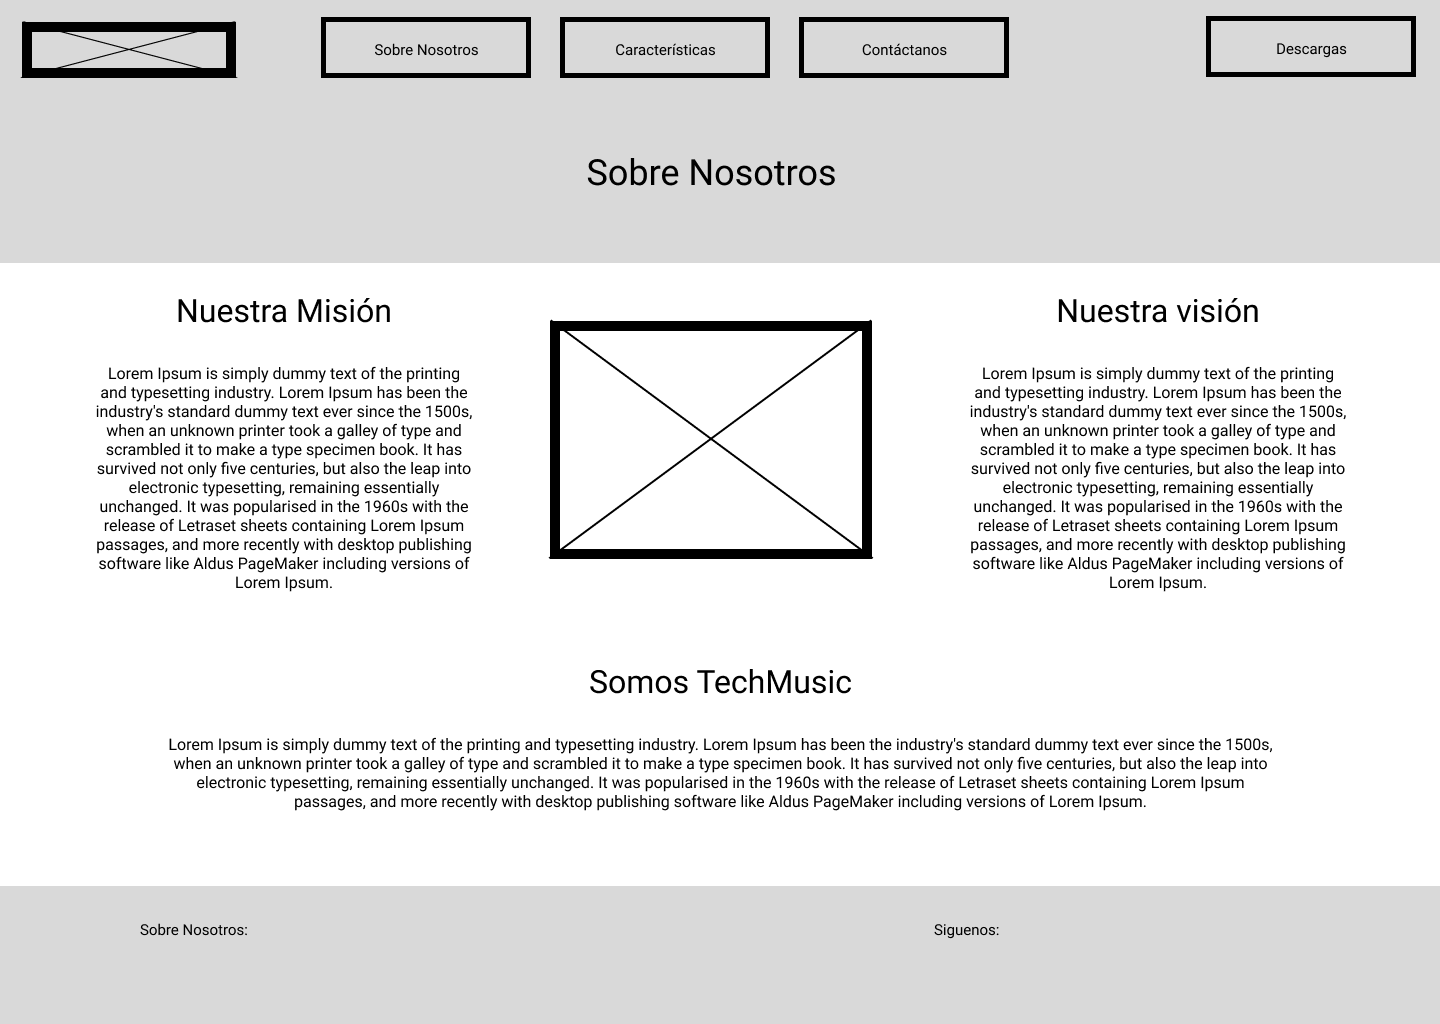 Sobre Nosotros
Características
Contáctanos
Descargas
Sobre Nosotros
Nuestra Misión
Lorem Ipsum is simply dummy text of the printing
and typesetting industry. Lorem Ipsum has been the
industry's standard dummy text ever since the 1500s,
when an unknown printer took a galley of type and
scrambled it to make a type specimen book. It has
survived not only five centuries, but also the leap into
electronic typesetting, remaining essentially
unchanged. It was popularised in the 1960s with the
release of Letraset sheets containing Lorem Ipsum
passages, and more recently with desktop publishing
software like Aldus PageMaker including versions of
Lorem Ipsum.
Nuestra visión
Lorem Ipsum is simply dummy text of the printing
and typesetting industry. Lorem Ipsum has been the
industry's standard dummy text ever since the 1500s,
when an unknown printer took a galley of type and
scrambled it to make a type specimen book. It has
survived not only five centuries, but also the leap into
electronic typesetting, remaining essentially
unchanged. It was popularised in the 1960s with the
release of Letraset sheets containing Lorem Ipsum
passages, and more recently with desktop publishing
software like Aldus PageMaker including versions of
Lorem Ipsum.
Somos TechMusic
Lorem Ipsum is simply dummy text of the printing and typesetting industry. Lorem Ipsum has been the industry's standard dummy text ever since the 1500s,
when an unknown printer took a galley of type and scrambled it to make a type specimen book. It has survived not only five centuries, but also the leap into
electronic typesetting, remaining essentially unchanged. It was popularised in the 1960s with the release of Letraset sheets containing Lorem Ipsum
passages, and more recently with desktop publishing software like Aldus PageMaker including versions of Lorem Ipsum.
Sobre Nosotros:
Siguenos: